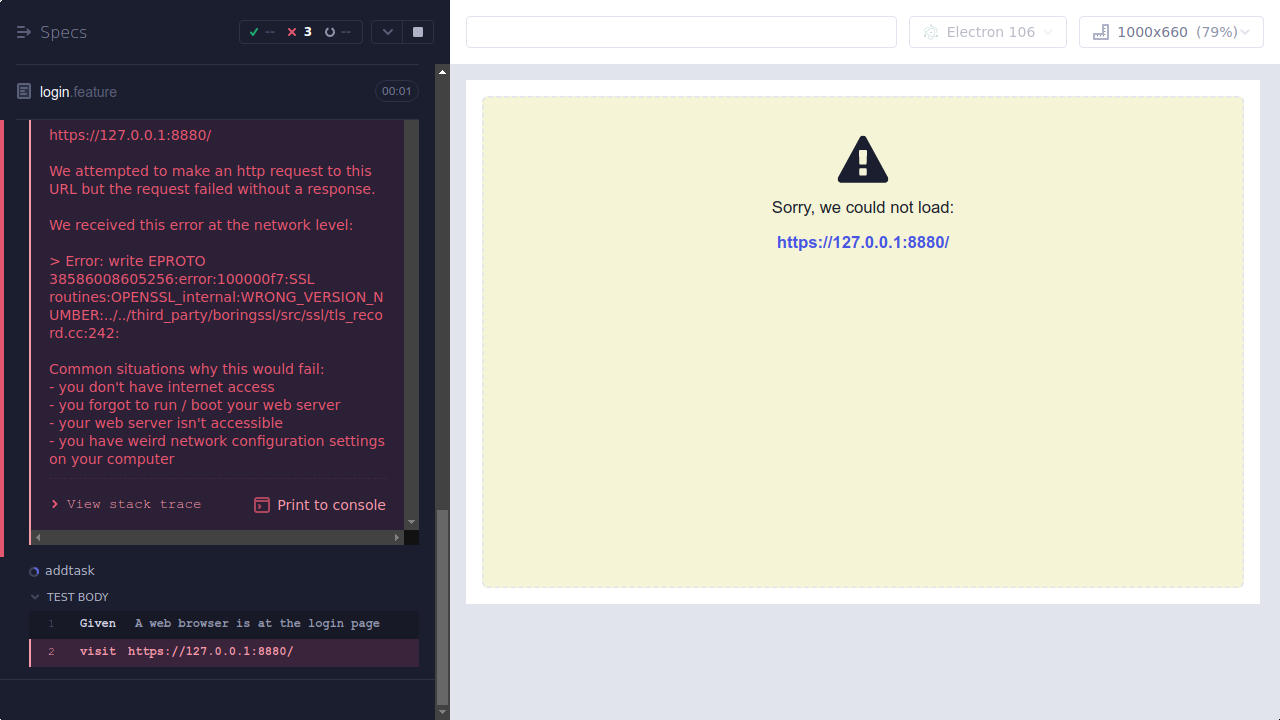 Specs
-- 3 --
Electron 106
1000x660 (79%)
login.feature
00:01
https://127.0.0.1:8880/
We attempted to make an http request to this
URL but the request failed without a response.
We received this error at the network level:
> Error: write EPROTO
38586008605256:error:100000f7:SSL
routines:OPENSSL_internal:WRONG_VERSION_N
UMBER:../../third_party/boringssl/src/ssl/tls_reco
rd.cc:242:
Common situations why this would fail:
- you don't have internet access
- you forgot to run / boot your web server
- your web server isn't accessible
- you have weird network configuration settings
on your computer
View stack trace
Print to console
addtask
TEST BODY
1 Given A web browser is at the login page
2 visit https://127.0.0.1:8880/
Sorry, we could not load:
https://127.0.0.1:8880/